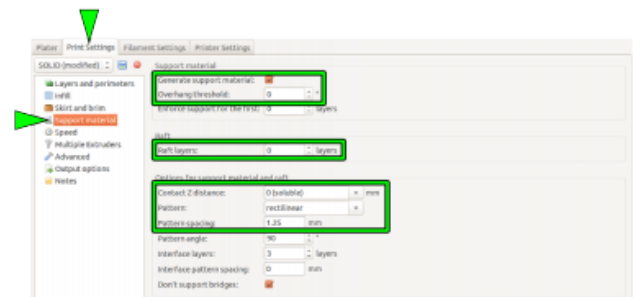 Plater Print Settings Filament Settings Printer Settings
SOLID (modified)
Layers and perimeters
Infill
Skirt and brim
Support material
Speed
Multiple Extruders
Advanced
Output options
Notes
Support material
Generate support material:
Overhang threshold: 0 °
Enforce support for the first: 0 layers
Raft
Raft layers: 0 layers
Options for support material and raft
Contact Z distance: 0 (soluble) mm
Pattern: rectilinear
Pattern spacing: mm
Pattern angle: 90 °
Interface layers: 3 layers
Interface pattern spacing: 0 mm
Don't support bridges: